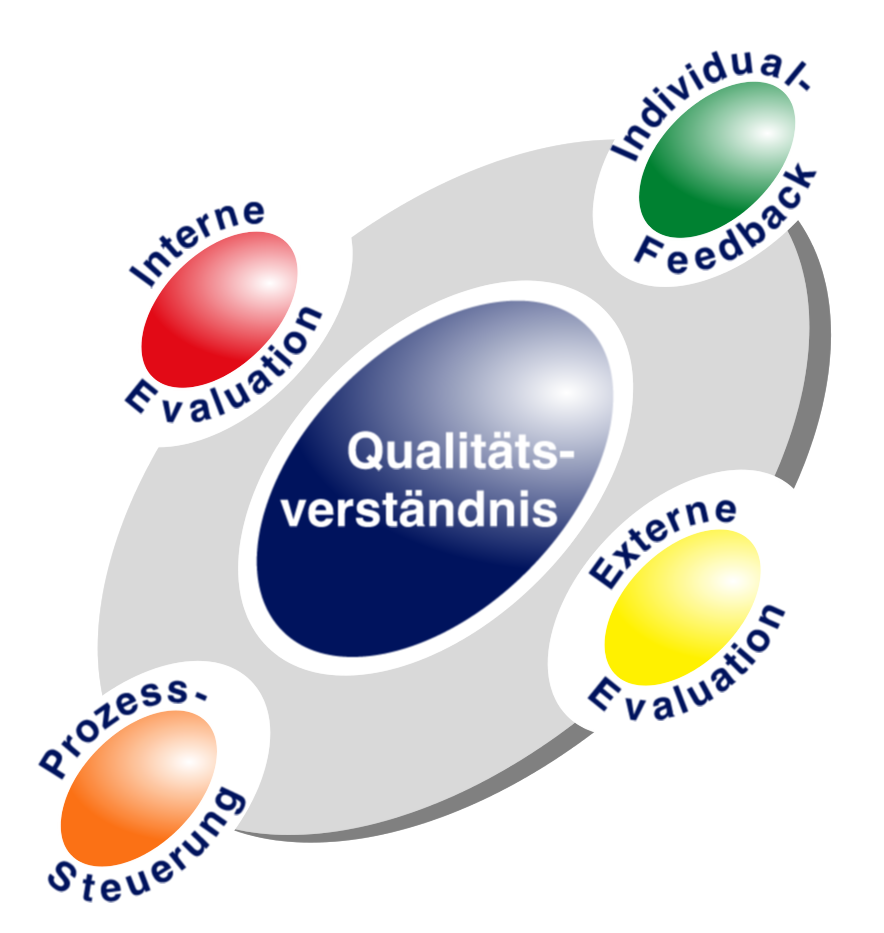 Individual-
Feedback
Interne
Evaluation
Qualitäts-
verständnis
Externe
Evaluation
Prozess-
Steuerung